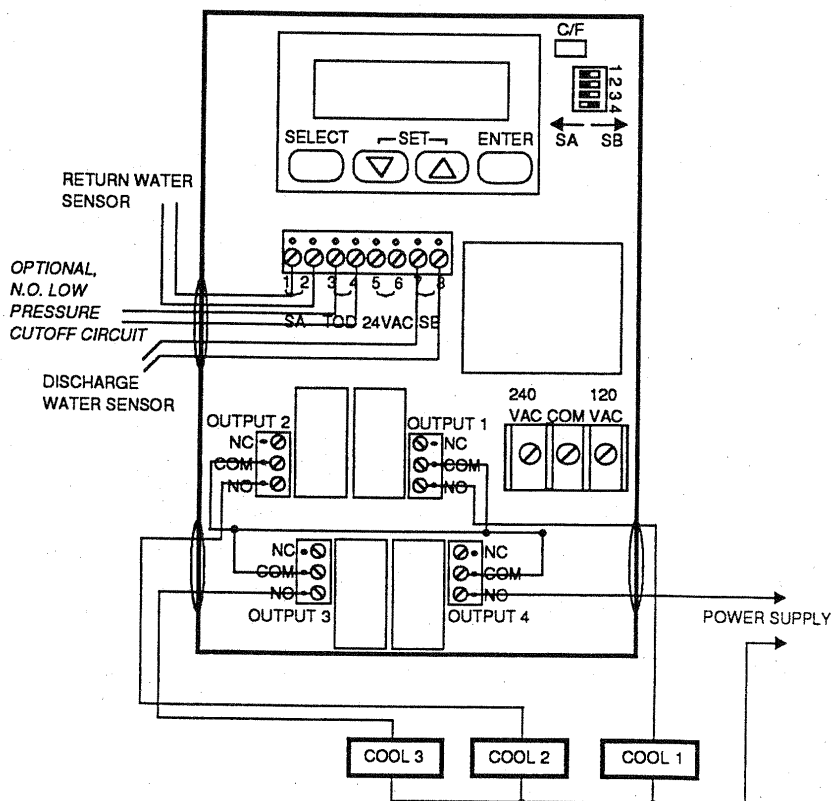 C/F
1 2 3 4
SA SB
SELECT SET ENTER
RETURN WATER
SENSOR
OPTIONAL,
N.O. LOW
PRESSURE
CUTOFF CIRCUIT
1 2 3 4 5 6 7 8
SA TOD 24VAC SB
DISCHARGE
WATER SENSOR
240 120
VAC COM VAC
OUTPUT 2
NC
COM
NO
OUTPUT 1
NC
COM
NO
NC
COM
NO
OUTPUT 3
NC
COM
NO
OUTPUT 4
POWER SUPPLY
COOL 3
COOL 2
COOL 1